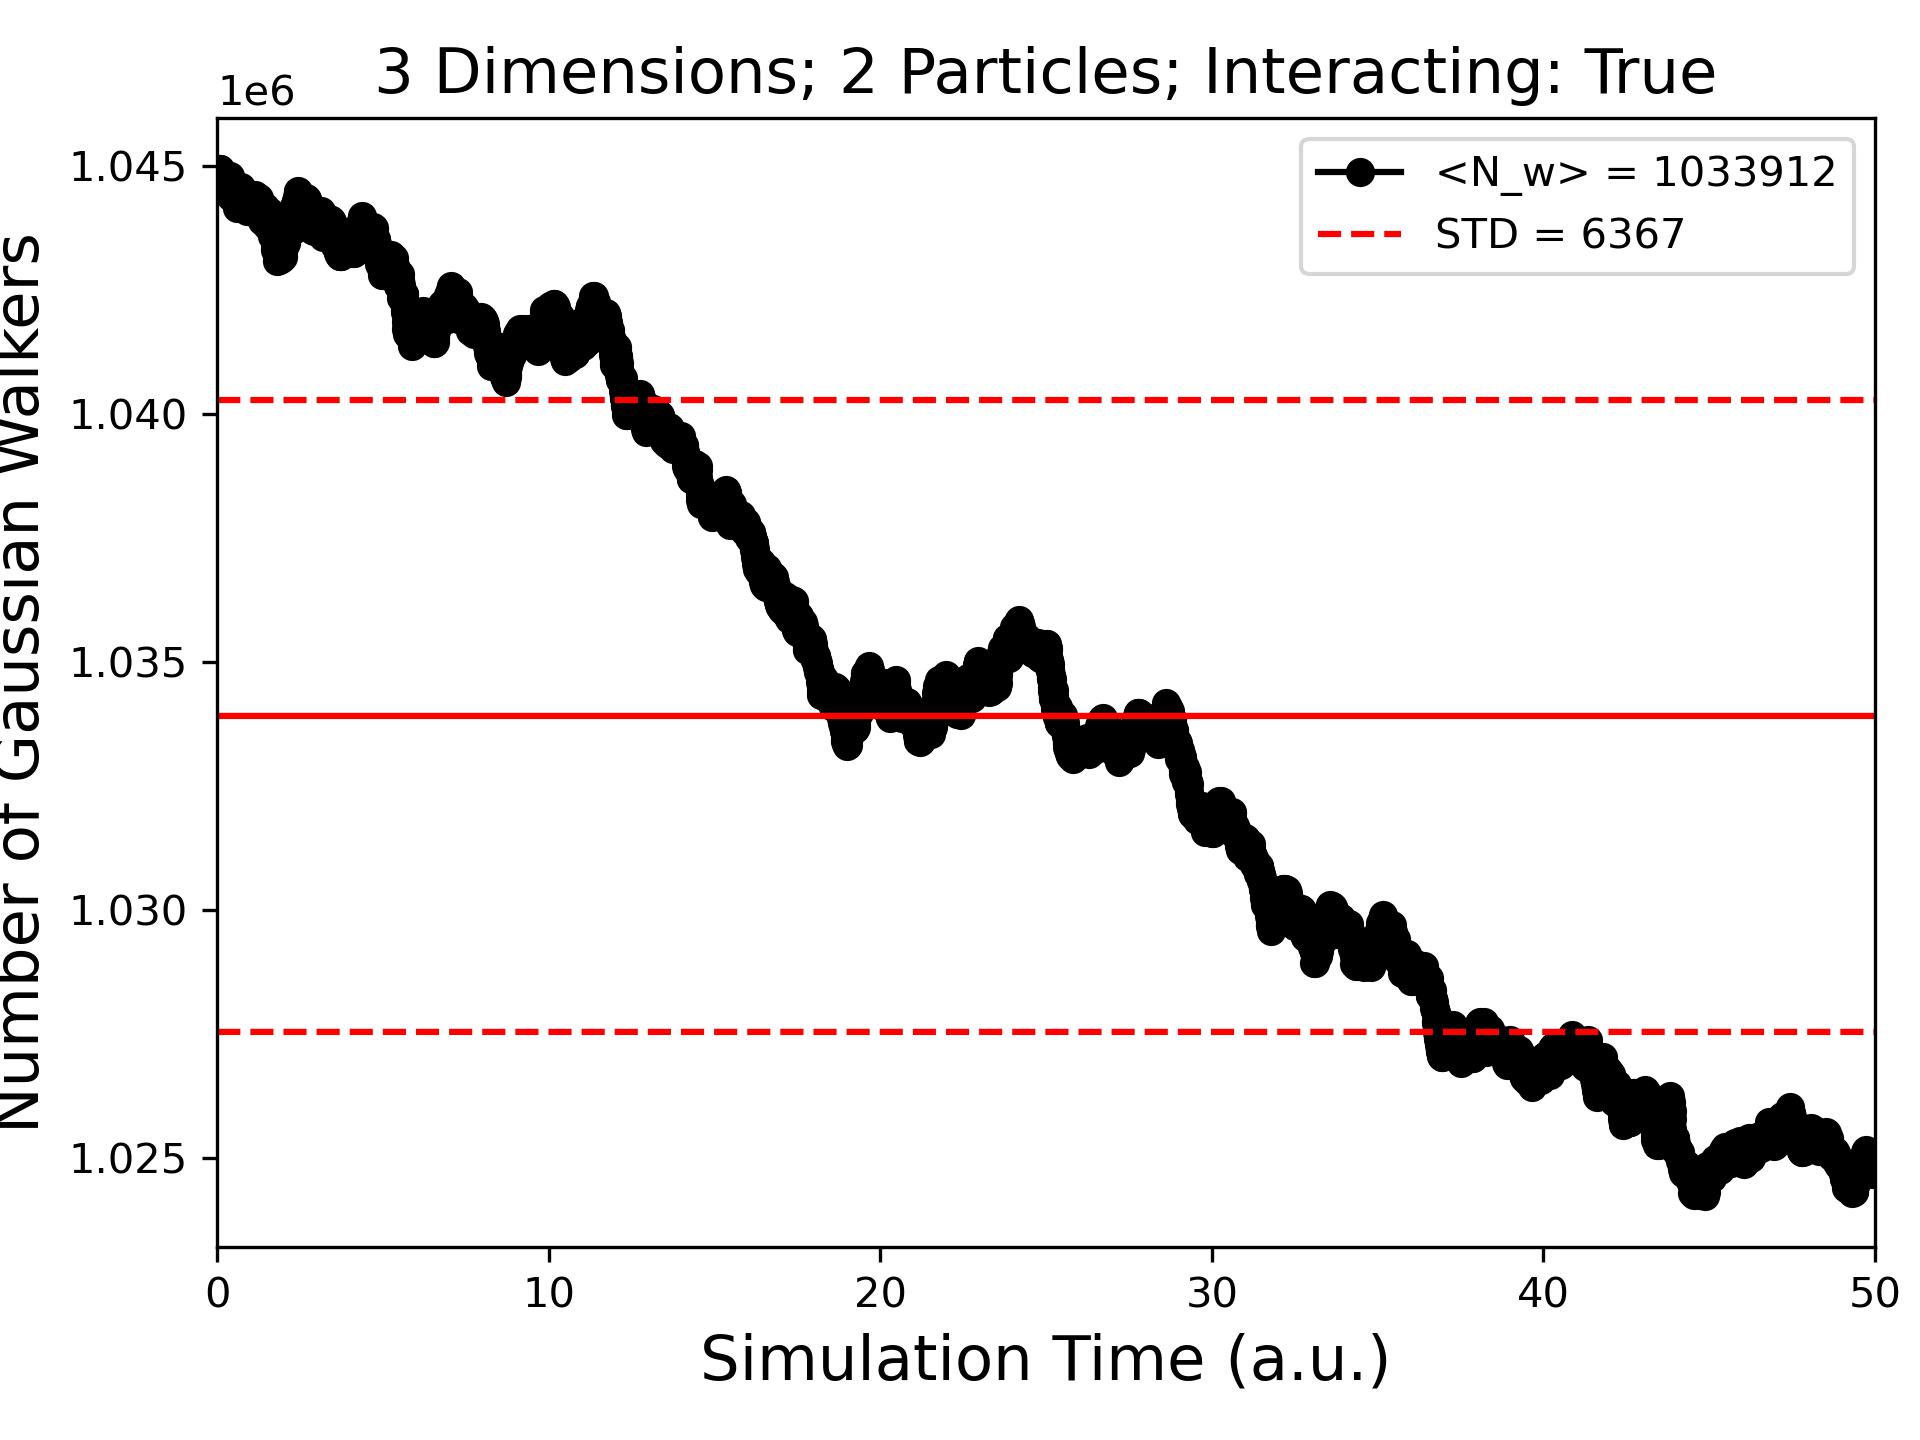 3 Dimensions; 2 Particles; Interacting: True
1e6
<N_w> = 1033912
STD = 6367
Number of Gaussian Walkers
1.045
1.040
1.035
1.030
1.025
0 10 20 30 40 50
Simulation Time (a.u.)